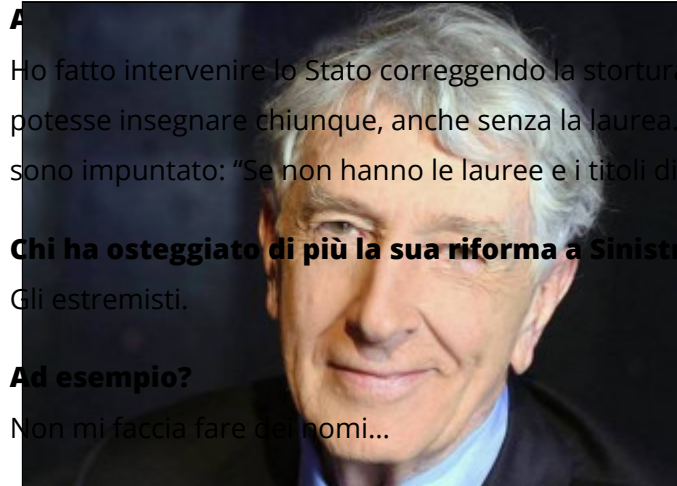 A
Ho fatto intervenire lo Stato correggendo la stortura
potesse insegnare chiunque, anche senza la laurea.
sono impuntato: “Se non hanno le lauree e i titoli di
Chi ha osteggiato di più la sua riforma a Sinistr
Gli estremisti.
Ad esempio?
Non mi faccia fare dei nomi...